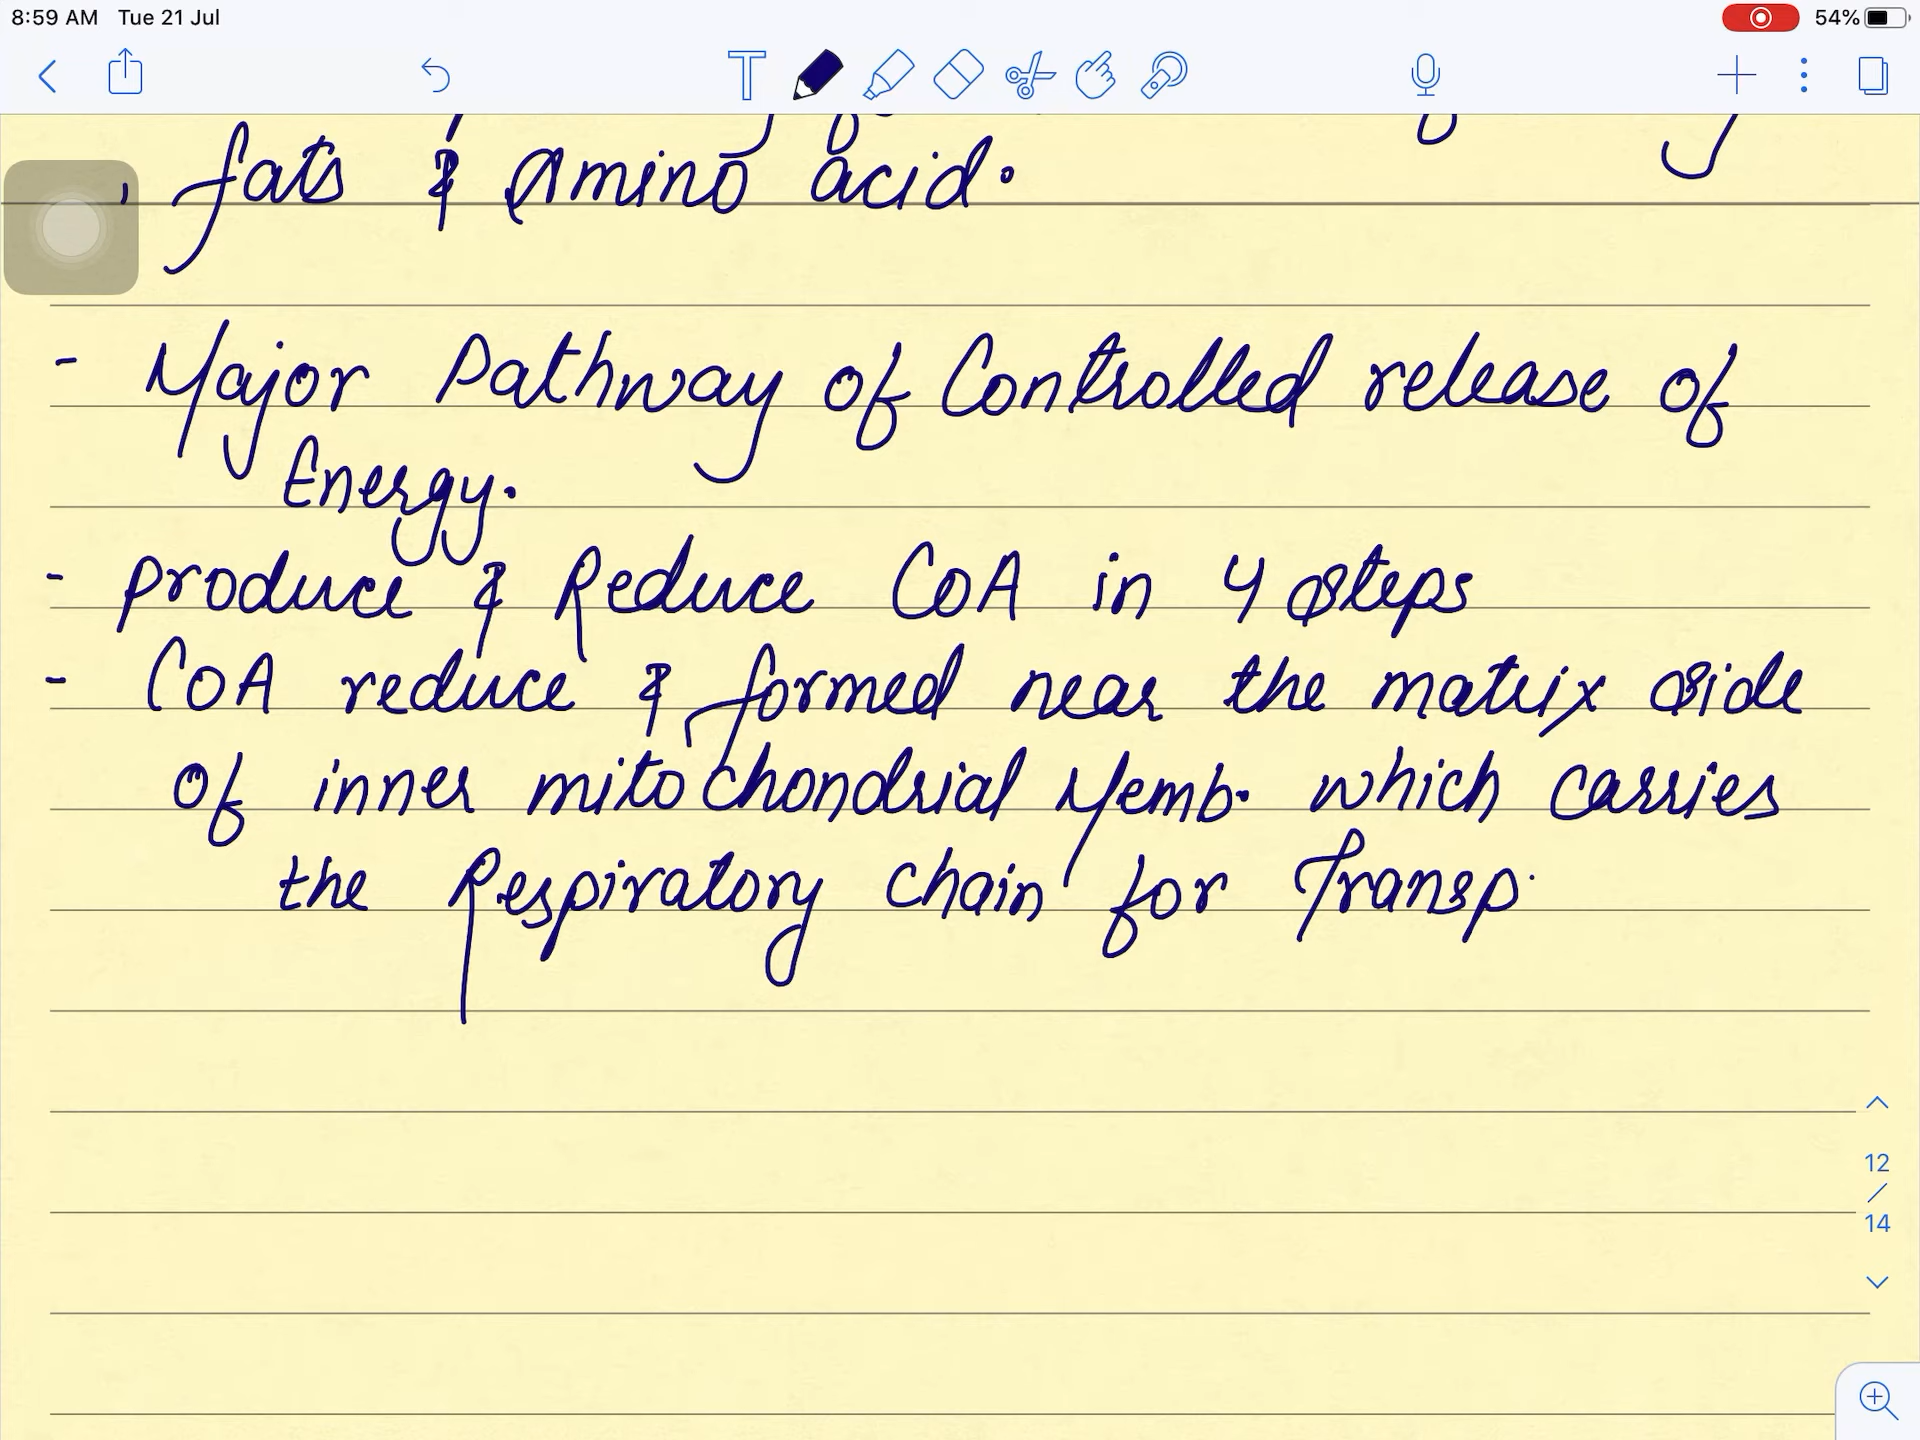 8:59 AM Tue 21 Jul 54%
T
, fats & Amino acid.
- Major Pathway of Controlled release of
Energy.
- produce & Reduce CoA in 4 steps
- CoA reduce & formed near the matrix side
of inner mitochondrial Memb. which carries
the Respiratory chain for Transp.
12
/
14